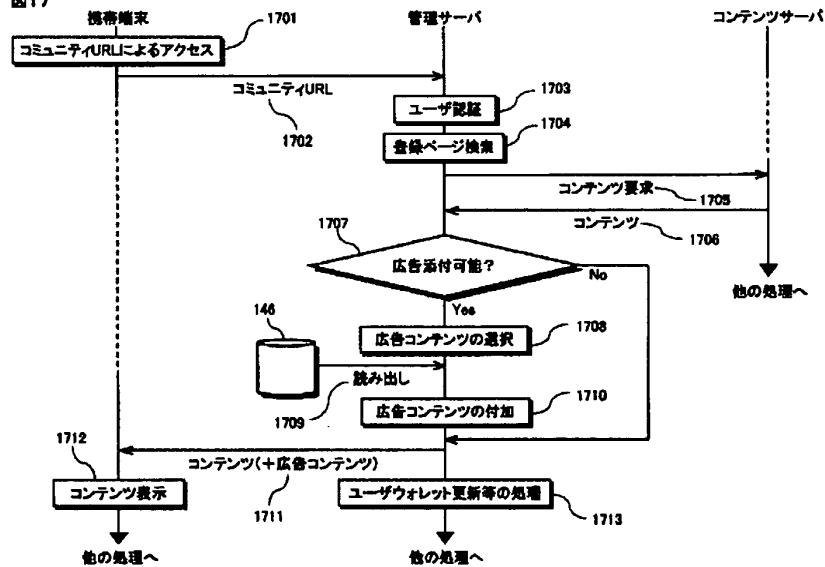 図17
携帯端末
管理サーバ
コンテンツサーバ
コミュニティURLによるアクセス
1701
コミュニティURL
1702
ユーザ認証
1703
登録ページ検索
1704
コンテンツ要求
1705
コンテンツ
1706
1707
広告添付可能?
No
Yes
他の処理へ
146
広告コンテンツの選択
1708
読み出し
1709
広告コンテンツの付加
1710
1712
コンテンツ(+広告コンテンツ)
1711
コンテンツ表示
ユーザウォレット更新等の処理
1713
他の処理へ
他の処理へ